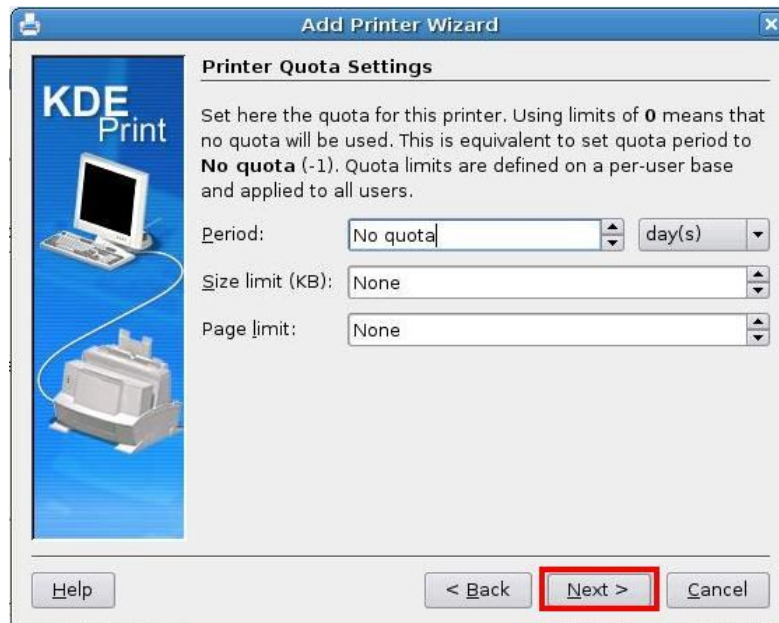 Add Printer Wizard
KDE
Print
Printer Quota Settings
Set here the quota for this printer. Using limits of 0 means that
no quota will be used. This is equivalent to set quota period to
No quota (-1). Quota limits are defined on a per-user base
and applied to all users.
Period: No quota day(s)
Size limit (KB): None
Page limit: None
Help < Back Next > Cancel